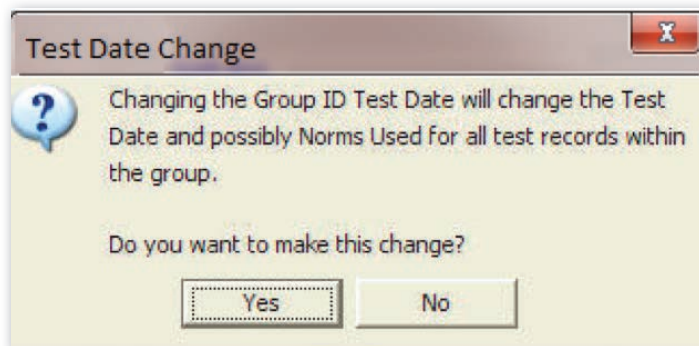 Test Date Change
Changing the Group ID Test Date will change the Test
Date and possibly Norms Used for all test records within
the group.
Do you want to make this change?
Yes No